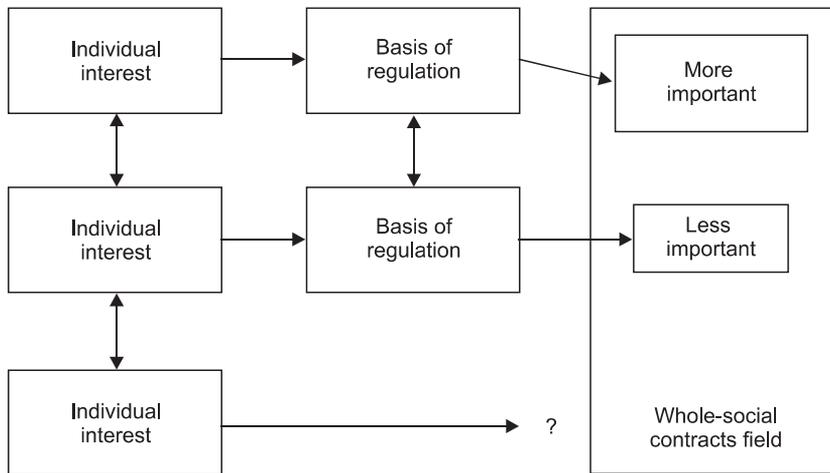 Individual
interest
Basis of
regulation
More
important
Individual
interest
Basis of
regulation
Less
important
Individual
interest
?
Whole-social
contracts field